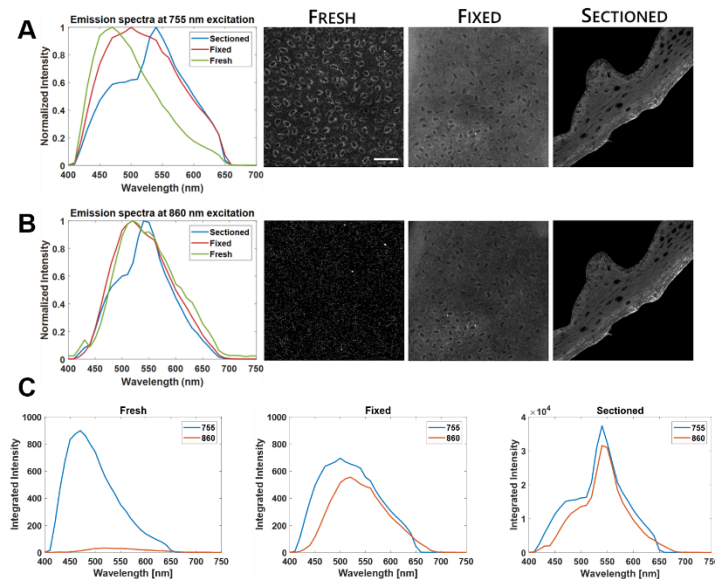 FRESH FIXED SECTIONED
A
Emission spectra at 755 nm excitation
Normalized Intensity
1
0.8
0.6
0.4
0.2
0
Sectioned
Fixed
Fresh
400 450 500 550 600 650 700
Wavelength (nm)
B
Emission spectra at 860 nm excitation
Normalized Intensity
1
0.8
0.6
0.4
0.2
0
Sectioned
Fixed
Fresh
400 450 500 550 600 650 700 750
Wavelength (nm)
C
Fresh
Integrated Intensity
1000
800
600
400
200
0
755
860
400 450 500 550 600 650 700 750
Wavelength [nm]
Fixed
Integrated Intensity
1000
800
600
400
200
0
755
860
400 450 500 550 600 650 700 750
Wavelength [nm]
Sectioned
Integrated Intensity
×10⁴
4
3
2
1
0
755
860
400 450 500 550 600 650 700 750
Wavelength [nm]